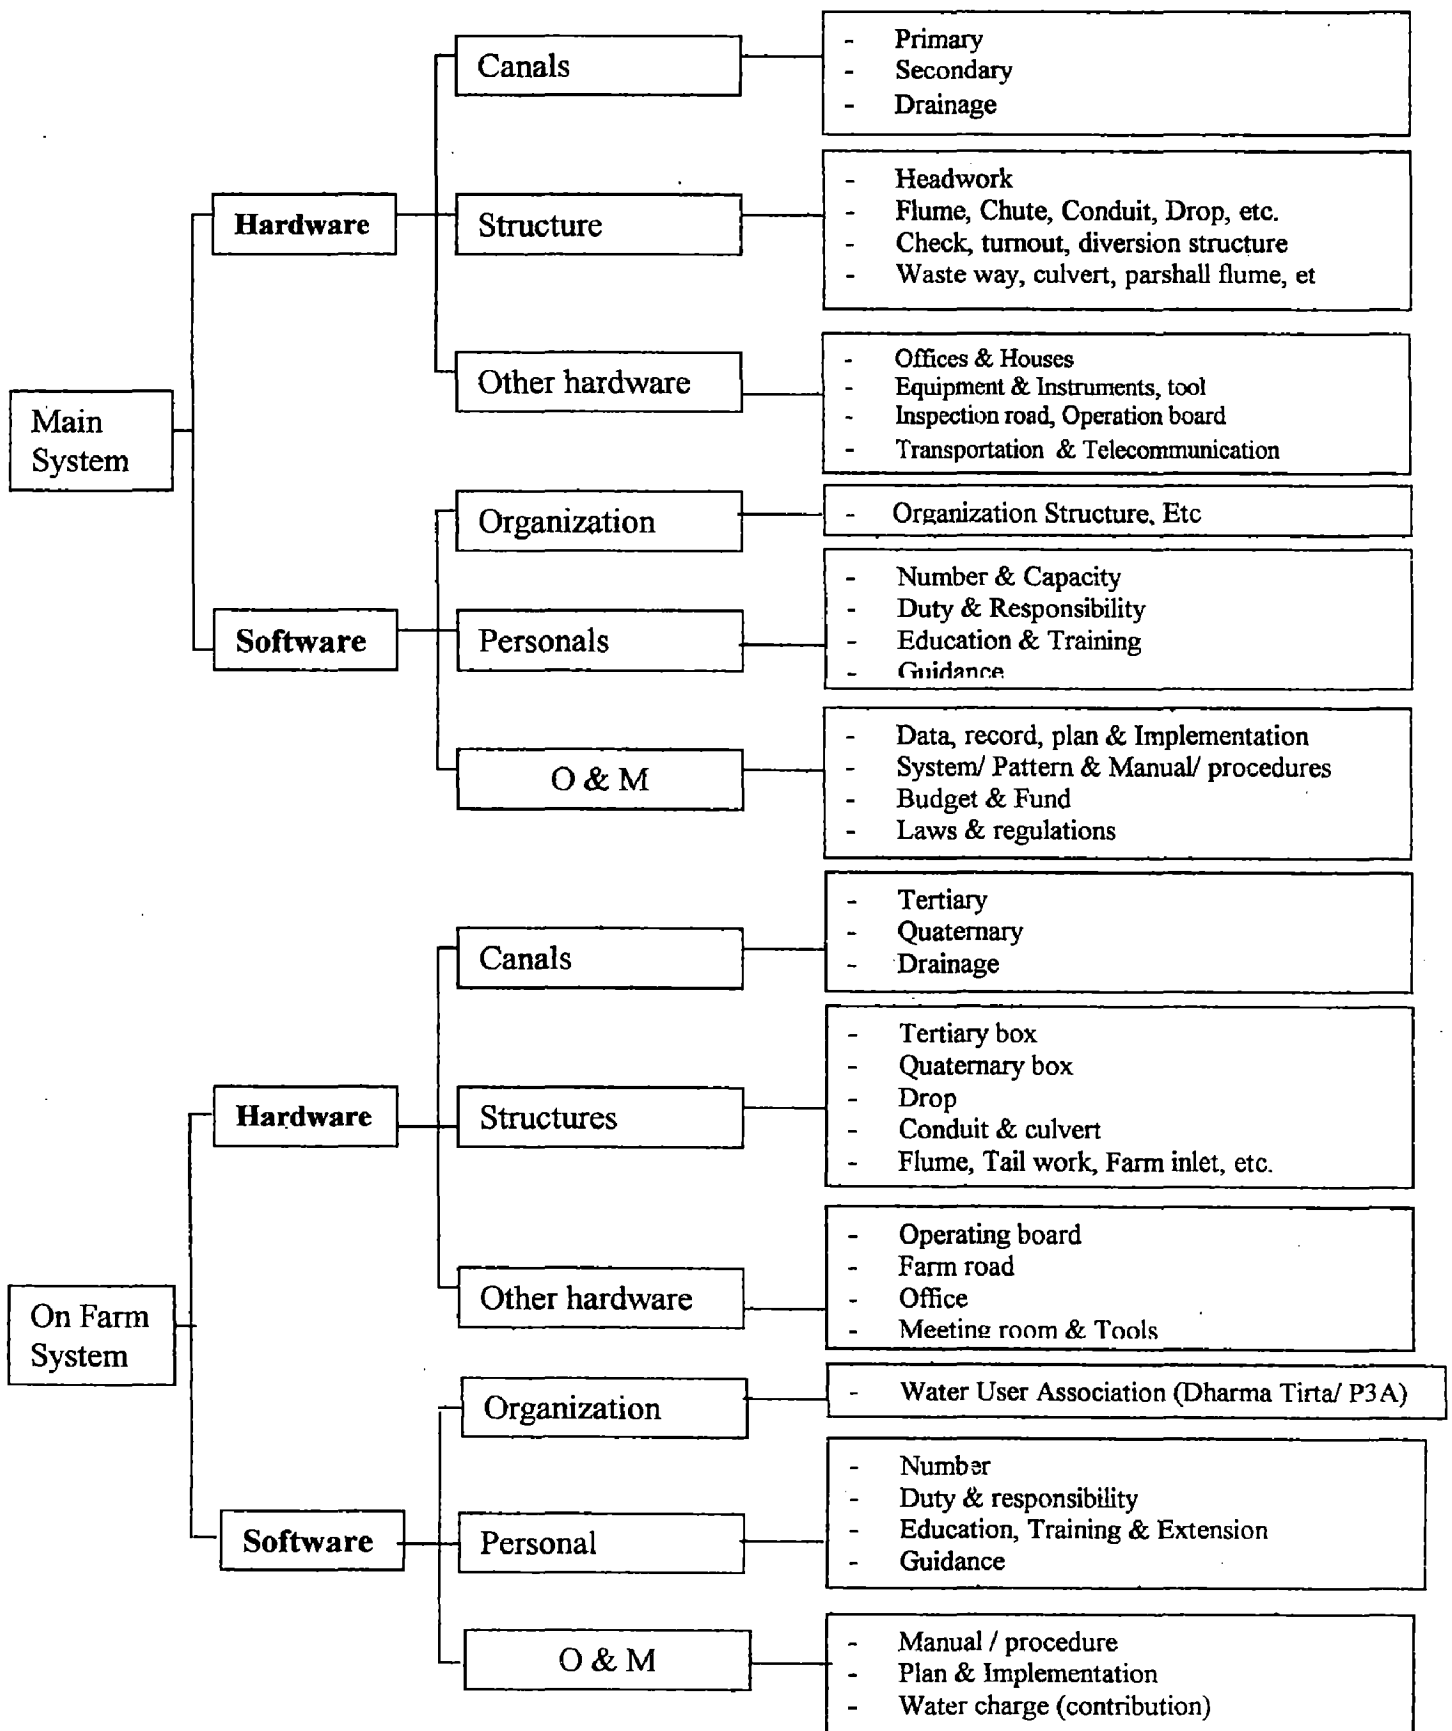 Main
System
Hardware
Canals
- Primary
- Secondary
- Drainage
Structure
- Headwork
- Flume, Chute, Conduit, Drop, etc.
- Check, turnout, diversion structure
- Waste way, culvert, parshall flume, et
Other hardware
- Offices & Houses
- Equipment & Instruments, tool
- Inspection road, Operation board
- Transportation & Telecommunication
Software
Organization
- Organization Structure, Etc
Personals
- Number & Capacity
- Duty & Responsibility
- Education & Training
- Guidance
O & M
- Data, record, plan & Implementation
- System/ Pattern & Manual/ procedures
- Budget & Fund
- Laws & regulations
On Farm
System
Hardware
Canals
- Tertiary
- Quaternary
- Drainage
Structures
- Tertiary box
- Quaternary box
- Drop
- Conduit & culvert
- Flume, Tail work, Farm inlet, etc.
Other hardware
- Operating board
- Farm road
- Office
- Meeting room & Tools
Software
Organization
- Water User Association (Dharma Tirta/ P3A)
Personal
- Number
- Duty & responsibility
- Education, Training & Extension
- Guidance
O & M
- Manual / procedure
- Plan & Implementation
- Water charge (contribution)